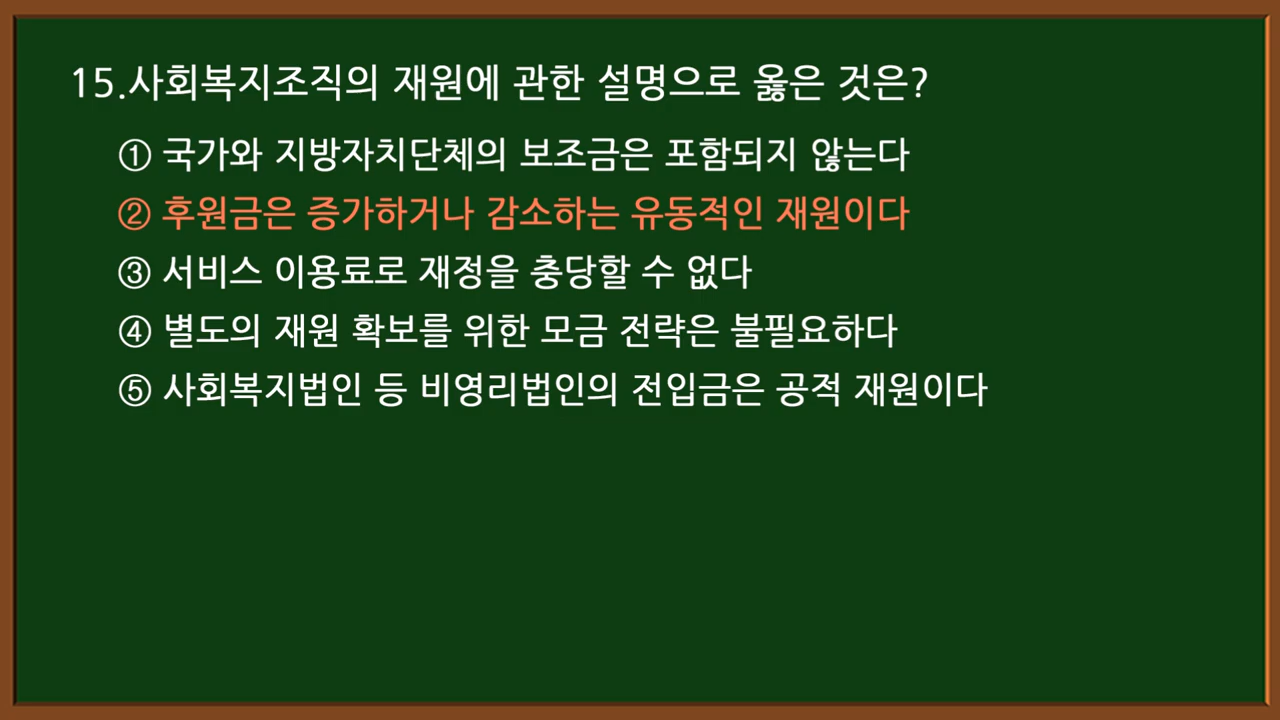 15.사회복지조직의 재원에 관한 설명으로 옳은 것은?
① 국가와 지방자치단체의 보조금은 포함되지 않는다
② 후원금은 증가하거나 감소하는 유동적인 재원이다
③ 서비스 이용료로 재정을 충당할 수 없다
④ 별도의 재원 확보를 위한 모금 전략은 불필요하다
⑤ 사회복지법인 등 비영리법인의 전입금은 공적 재원이다